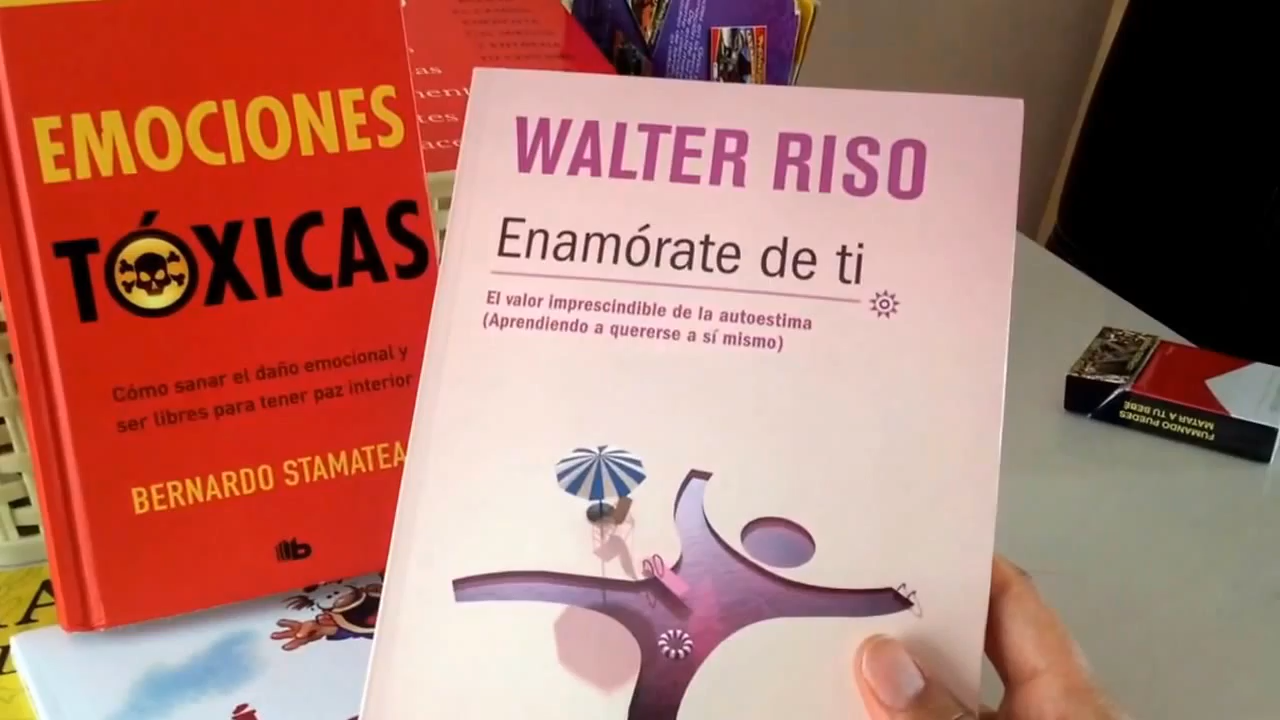 EMOCIONES
TÓXICAS
Cómo sanar el daño emocional y
ser libres para tener paz interior
BERNARDO STAMATEA
b
WALTER RISO
Enamórate de ti
El valor imprescindible de la autoestima
(Aprendiendo a quererse a sí mismo)
FUMANDO PUEDES
MATAR A TU BEBÉ